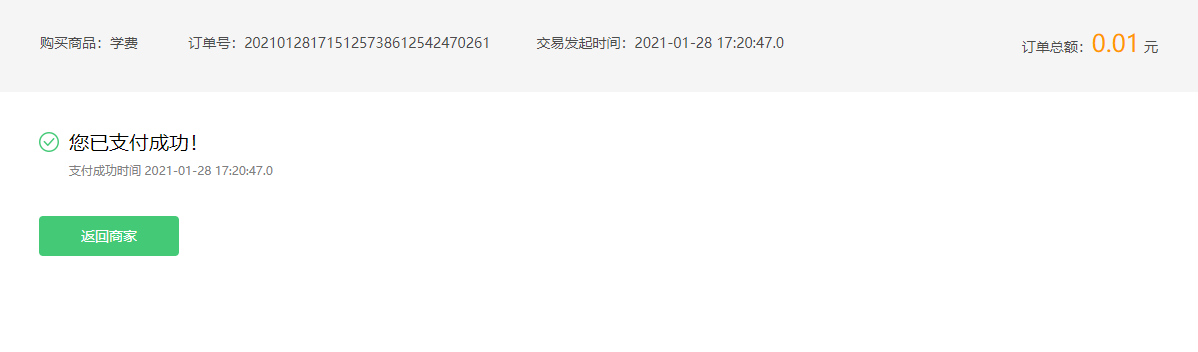 购买商品：学费 订单号：20210128171512573861254247​0261 交易发起时间：2021-01-28 17:20:47.0 订单总额：0.01 元
您已支付成功！
支付成功时间 2021-01-28 17:20:47.0
返回商家